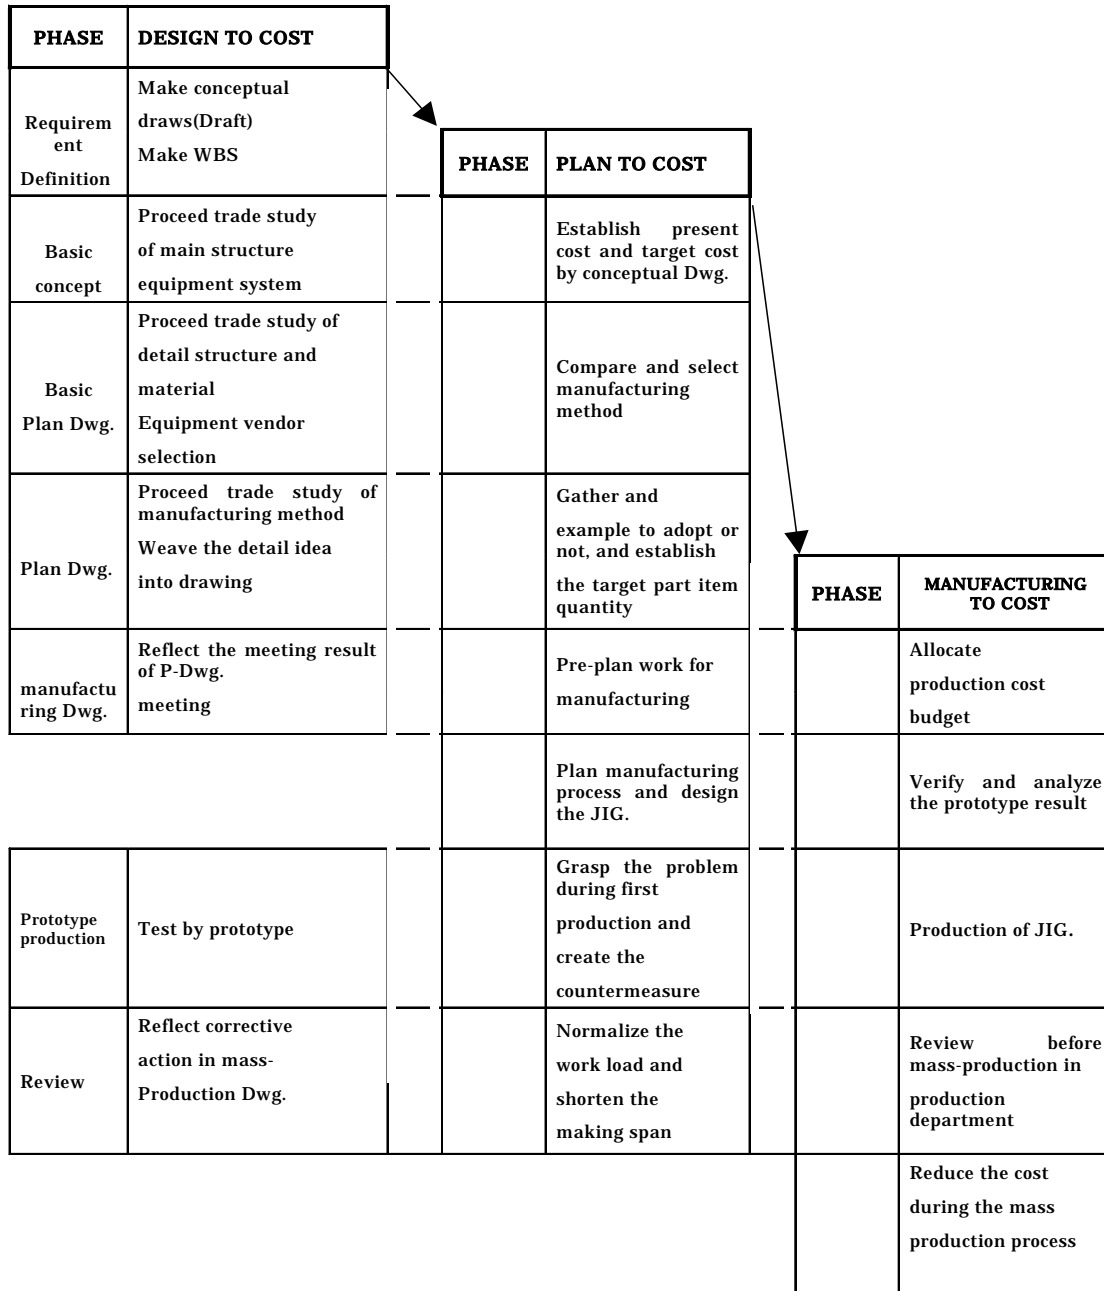 PHASE
DESIGN TO COST
Requirem
ent
Definition
Make conceptual
draws(Draft)
Make WBS
Basic
concept
Proceed trade study
of main structure
equipment system
Basic
Plan Dwg.
Proceed trade study of
detail structure and
material
Equipment vendor
selection
Plan Dwg.
Proceed trade study of
manufacturing method
Weave the detail idea
into drawing
manufactu
ring Dwg.
Reflect the meeting result
of P-Dwg.
meeting
Prototype
production
Test by prototype
Review
Reflect corrective
action in mass-
Production Dwg.
PHASE
PLAN TO COST
Establish present
cost and target cost
by conceptual Dwg.
Compare and select
manufacturing
method
Gather and
example to adopt or
not, and establish
the target part item
quantity
Pre-plan work for
manufacturing
Plan manufacturing
process and design
the JIG.
Grasp the problem
during first
production and
create the
countermeasure
Normalize the
work load and
shorten the
making span
PHASE
MANUFACTURING
TO COST
Allocate
production cost
budget
Verify and analyze
the prototype result
Production of JIG.
Review before
mass-production in
production
department
Reduce the cost
during the mass
production process